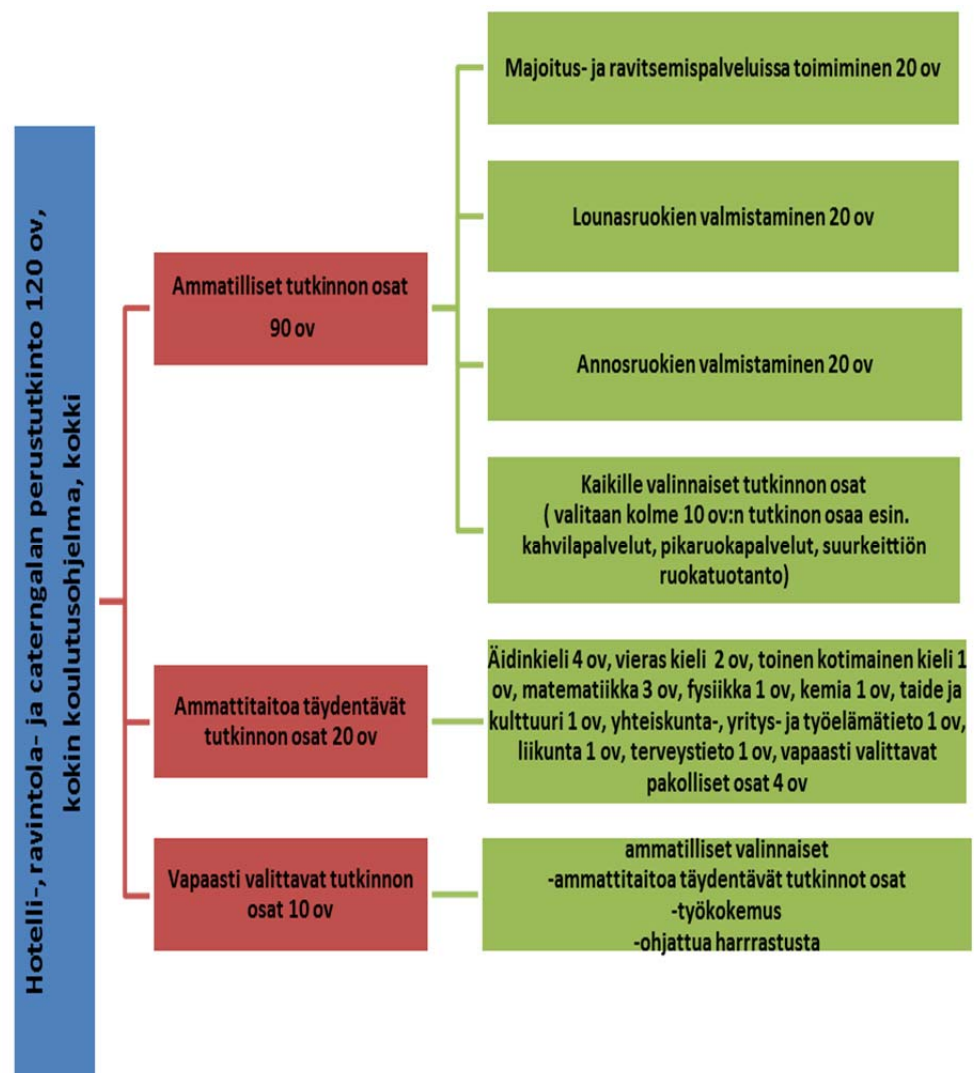 Hotelli-, ravintola- ja caterngalan perustutkinto 120 ov,
kokin koulutusohjelma, kokki
Ammatilliset tutkinnon osat
90 ov
Majoitus- ja ravitsemispalveluissa toimiminen 20 ov
Lounasruokien valmistaminen 20 ov
Annosruokien valmistaminen 20 ov
Kaikille valinnaiset tutkinnon osat
( valitaan kolme 10 ov:n tutkinon osaa esin.
kahvilapalvelut, pikaruokapalvelut, suurkeittiön
ruokatuotanto)
Ammattitaitoa täydentävät
tutkinnon osat 20 ov
Äidinkieli 4 ov, vieras kieli 2 ov, toinen kotimainen kieli 1
ov, matematiikka 3 ov, fysiikka 1 ov, kemia 1 ov, taide ja
kulttuuri 1 ov, yhteiskunta-, yritys- ja työelämätieto 1 ov,
liikunta 1 ov, terveystieto 1 ov, vapaasti valittavat
pakolliset osat 4 ov
Vapaasti valittavat tutkinnon
osat 10 ov
ammatilliset valinnaiset
-ammattitaitoa täydentävät tutkinnot osat
-työkokemus
-ohjattua harrrastusta